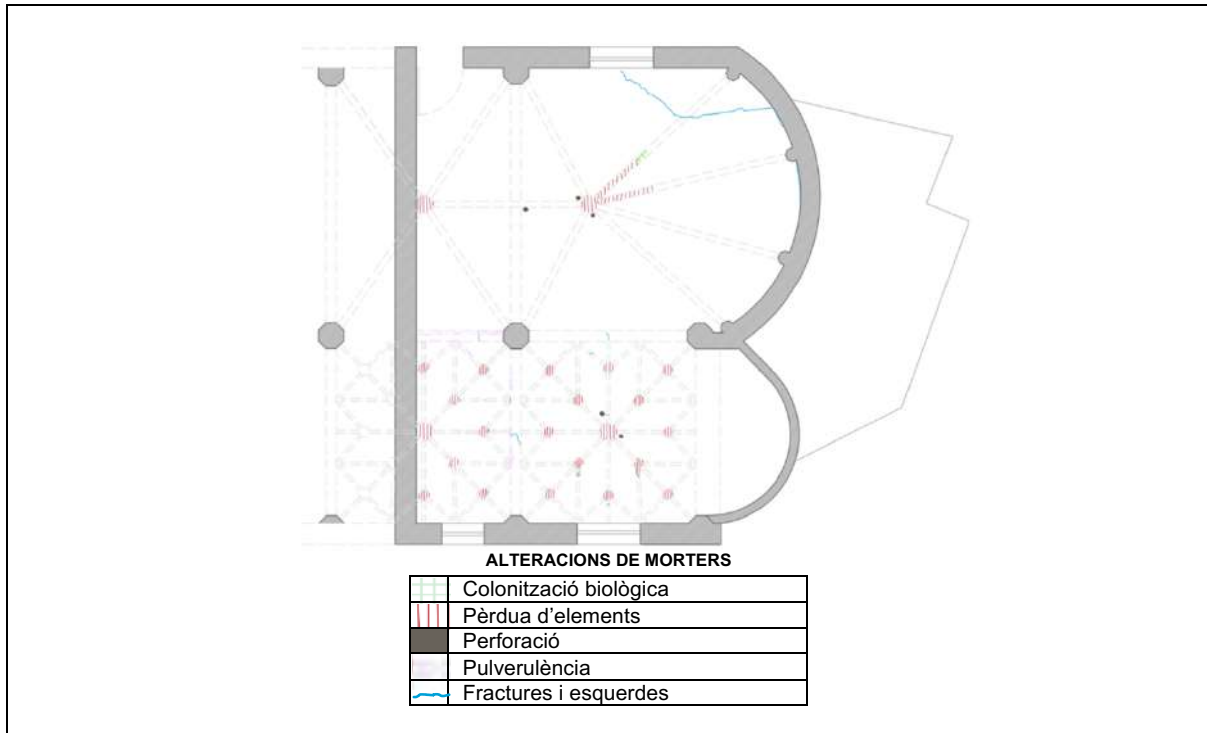 ALTERACIONS DE MORTERS
Colonització biològica
Pèrdua d'elements
Perforació
Pulverulència
Fractures i esquerdes